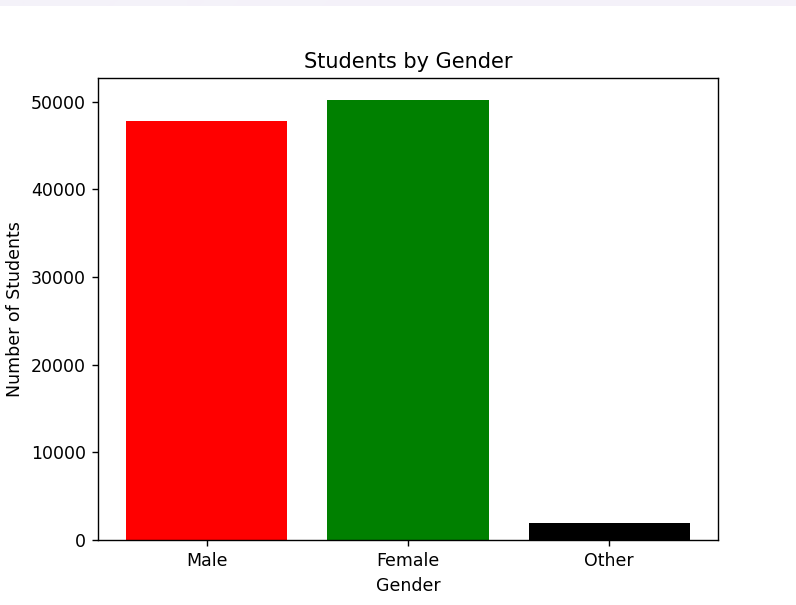 Students by Gender
Number of Students
50000
40000
30000
20000
10000
0
Male Female Other
Gender